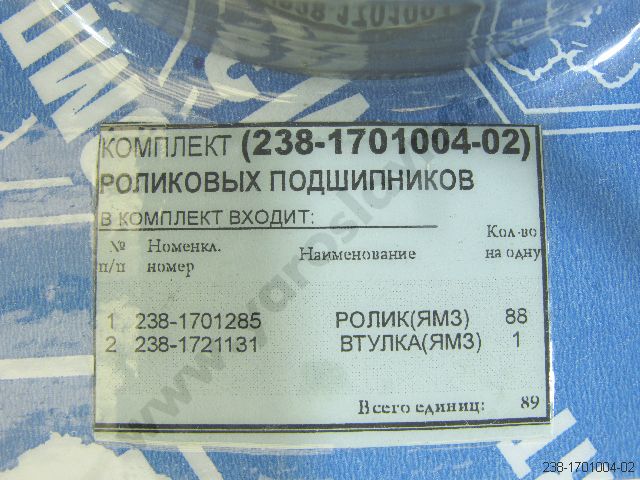 КОМПЛЕКТ (238-1701004-02)
РОЛИКОВЫХ ПОДШИПНИКОВ
В КОМПЛЕКТ ВХОДИТ:
№ п/п Номенкл. номер Наименование Кол-во на одну
1 238-1701285 РОЛИК(ЯМЗ) 88
2 238-1721131 ВТУЛКА(ЯМЗ) 1
Всего единиц: 89
238-1701004-02